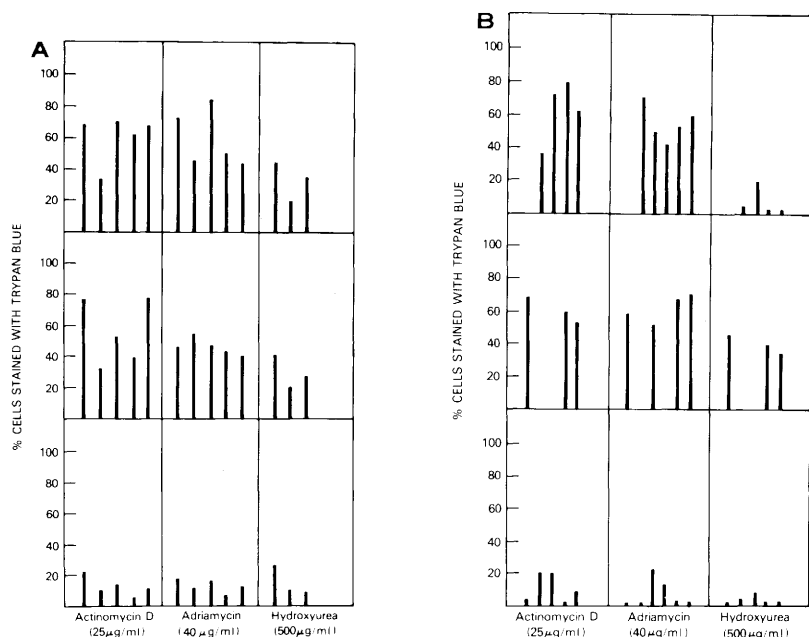 A
% CELLS STAINED WITH TRYPAN BLUE
100
80
60
40
20
100
80
60
40
20
100
80
60
40
20
Actinomycin D
(25µg/ml)
Adriamycin
(40 µg/ml)
Hydroxyurea
(500µg/ml)
B
% CELLS STAINED WITH TRYPAN BLUE
100
80
60
40
20
100
80
60
40
20
100
80
60
40
20
Actinomycin D
(25µg/ml)
Adriamycin
(40µg/ml)
Hydroxyurea
(500µg/ml)